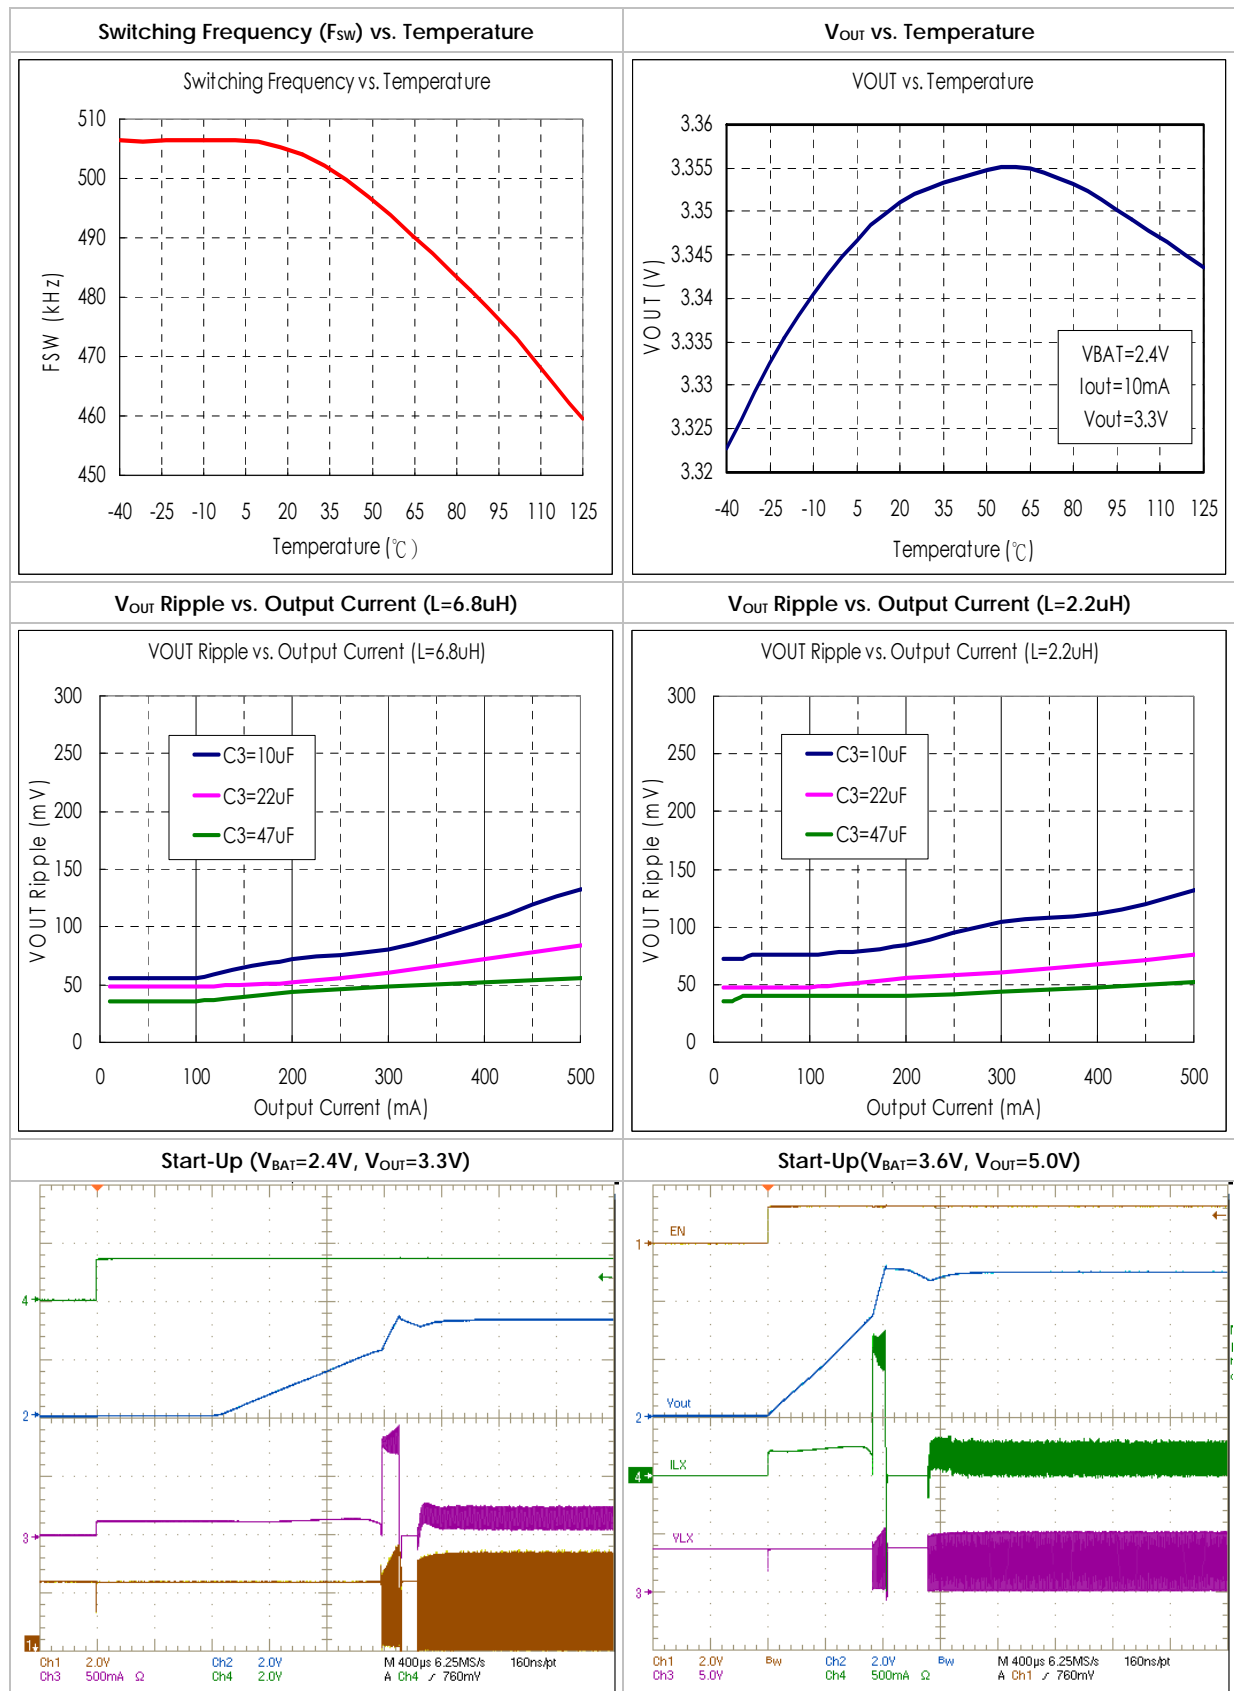 Switching Frequency (FSW) vs. Temperature
VOUT vs. Temperature
Switching Frequency vs. Temperature
510
500
490
480
470
460
450
FSW (kHz)
-40 -25 -10 5 20 35 50 65 80 95 110 125
Temperature (℃)
VOUT vs. Temperature
3.36
3.355
3.35
3.345
3.34
3.335
3.33
3.325
3.32
VOUT (V)
VBAT=2.4V
Iout=10mA
Vout=3.3V
-40 -25 -10 5 20 35 50 65 80 95 110 125
Temperature (℃)
VOUT Ripple vs. Output Current (L=6.8uH)
VOUT Ripple vs. Output Current (L=2.2uH)
VOUT Ripple vs. Output Current (L=6.8uH)
300
250
200
150
100
50
0
VOUT Ripple (mV)
C3=10uF
C3=22uF
C3=47uF
0 100 200 300 400 500
Output Current (mA)
VOUT Ripple vs. Output Current (L=2.2uH)
300
250
200
150
100
50
0
VOUT Ripple (mV)
C3=10uF
C3=22uF
C3=47uF
0 100 200 300 400 500
Output Current (mA)
Start-Up (VBAT=2.4V, VOUT=3.3V)
Start-Up(VBAT=3.6V, VOUT=5.0V)
4
2
3
1
Ch1 2.0V Ch2 2.0V M 400µs 6.25MS/s 160ns/pt
Ch3 500mA Ω Ch4 2.0V A Ch4 ∫ 760mV
1
EN
Vout
2
ILX
4
VLX
3
Ch1 2.0V Bw Ch2 2.0V Bw M 400µs 6.25MS/s 160ns/pt
Ch3 5.0V Ch4 500mA Ω A Ch1 ∫ 760mV